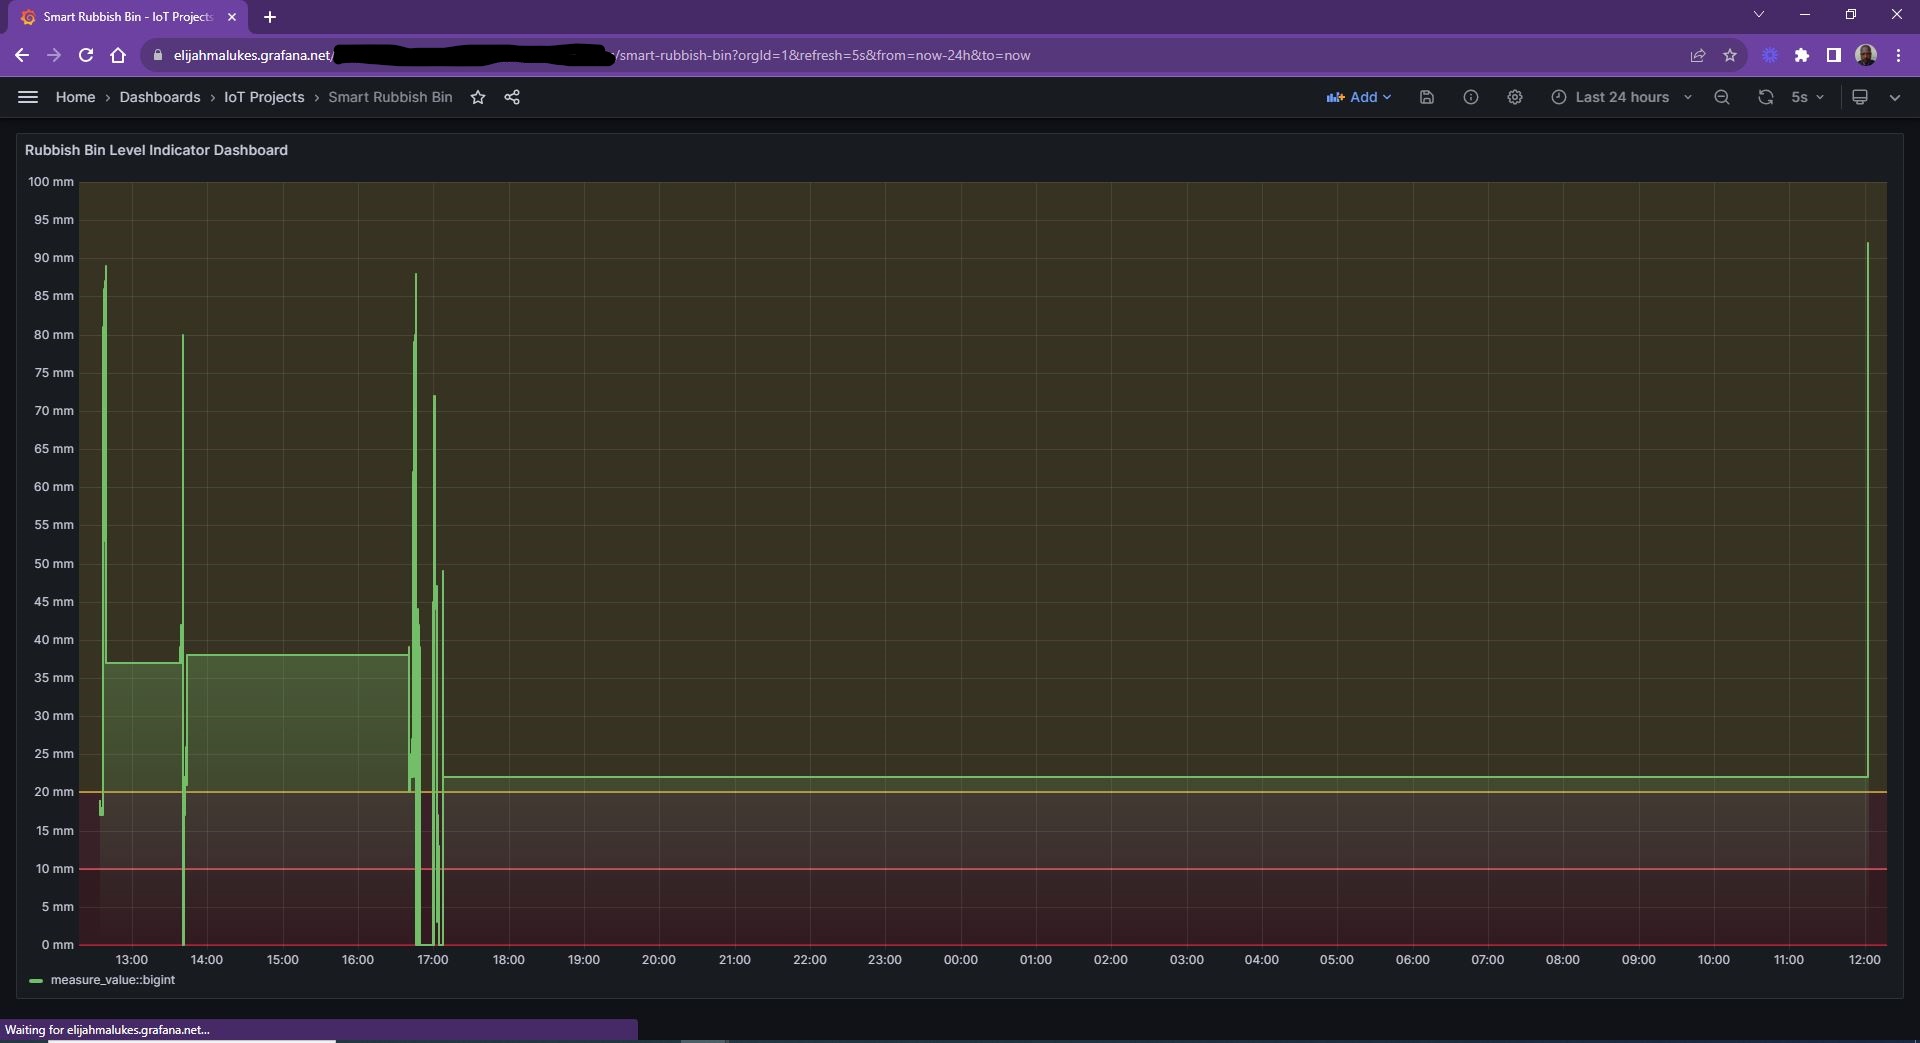 Smart Rubbish Bin - IoT Projects
elijahmalukes.grafana.net/ /smart-rubbish-bin?orgId=1&refresh=5s&from=now-24h&to=now
Home › Dashboards › IoT Projects › Smart Rubbish Bin
Add
Last 24 hours
5s
Rubbish Bin Level Indicator Dashboard
100 mm
95 mm
90 mm
85 mm
80 mm
75 mm
70 mm
65 mm
60 mm
55 mm
50 mm
45 mm
40 mm
35 mm
30 mm
25 mm
20 mm
15 mm
10 mm
5 mm
0 mm
13:00 14:00 15:00 16:00 17:00 18:00 19:00 20:00 21:00 22:00 23:00 00:00 01:00 02:00 03:00 04:00 05:00 06:00 07:00 08:00 09:00 10:00 11:00 12:00
measure_value::bigint
Waiting for elijahmalukes.grafana.net...